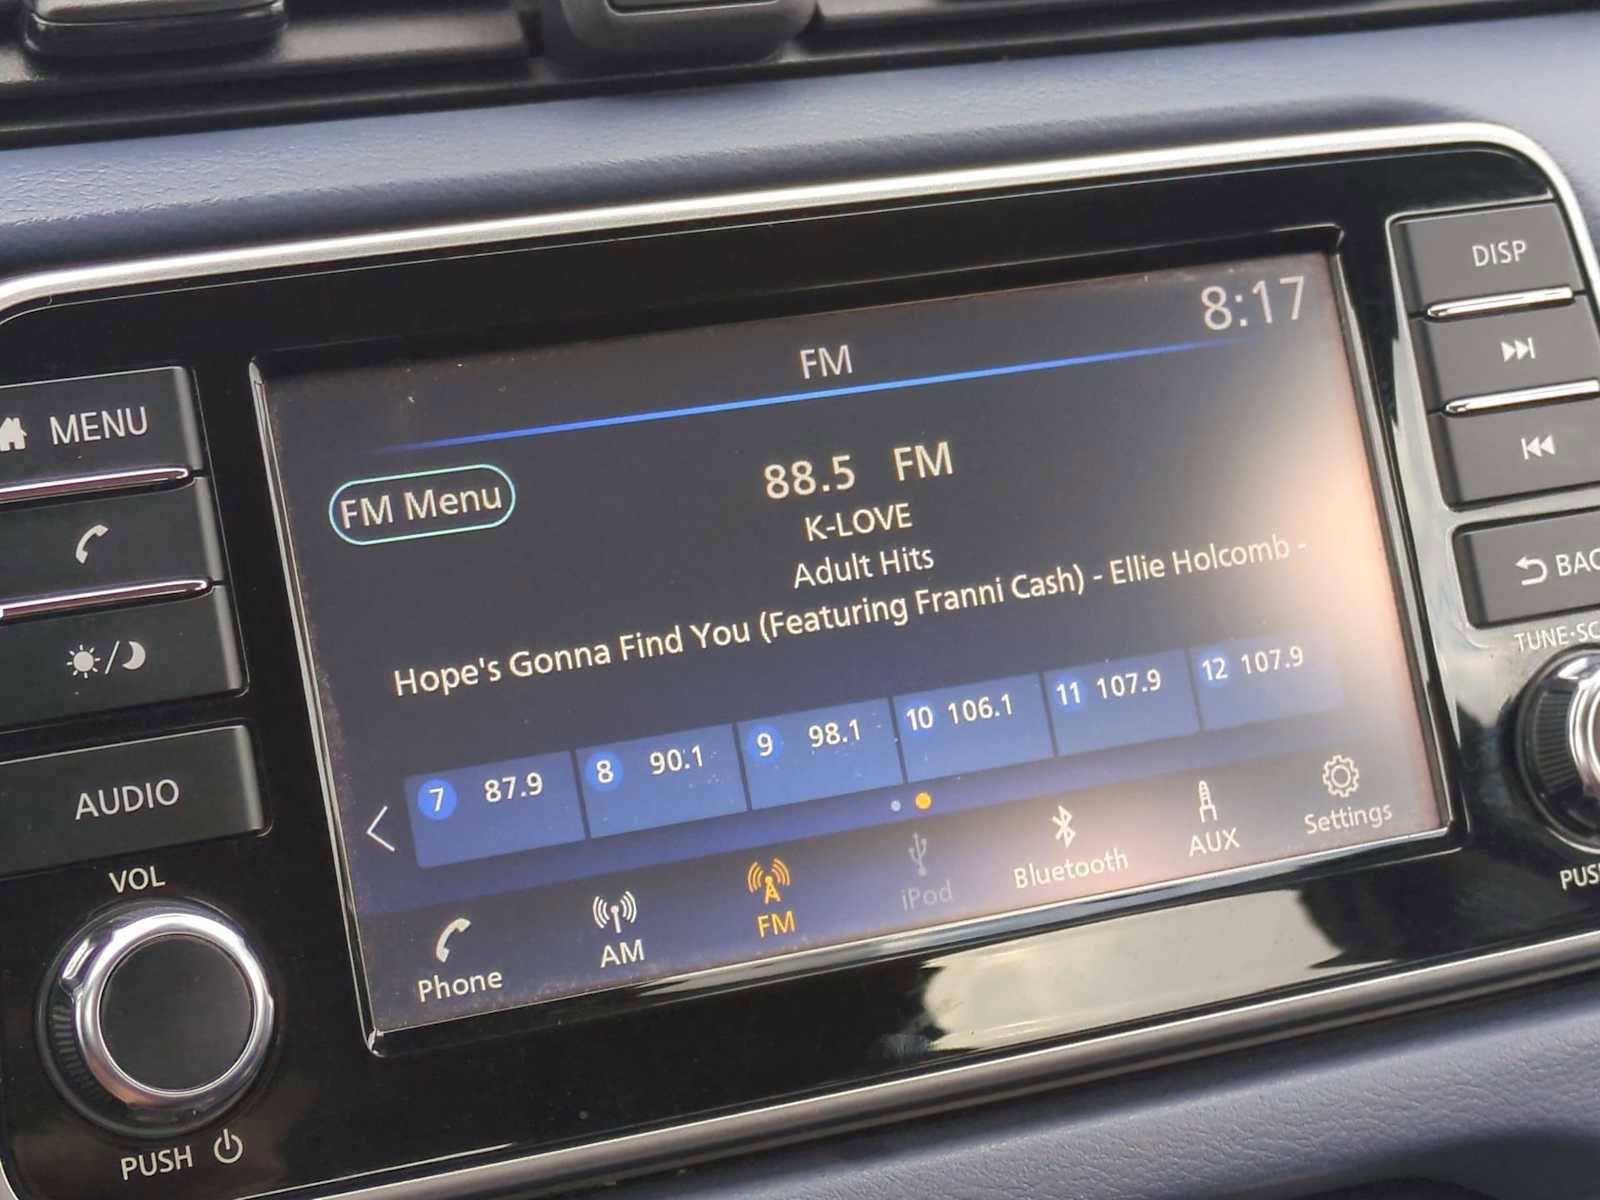 DISP
8:17
FM
MENU
88.5 FM
FM Menu
K-LOVE
Adult Hits
Hope's Gonna Find You (Featuring Franni Cash) - Ellie Holcomb -
7 87.9 8 90.1 9 98.1 10 106.1 11 107.9 12 107.9
AUDIO
Phone AM FM iPod Bluetooth AUX Settings
VOL
PUSH